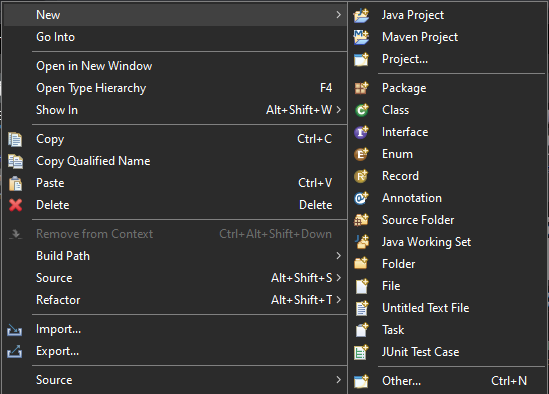 New
Go Into
Open in New Window
Open Type Hierarchy F4
Show In Alt+Shift+W
Copy Ctrl+C
Copy Qualified Name
Paste Ctrl+V
Delete Delete
Remove from Context Ctrl+Alt+Shift+Down
Build Path
Source Alt+Shift+S
Refactor Alt+Shift+T
Import...
Export...
Source
Java Project
Maven Project
Project...
Package
Class
Interface
Enum
Record
Annotation
Source Folder
Java Working Set
Folder
File
Untitled Text File
Task
JUnit Test Case
Other... Ctrl+N